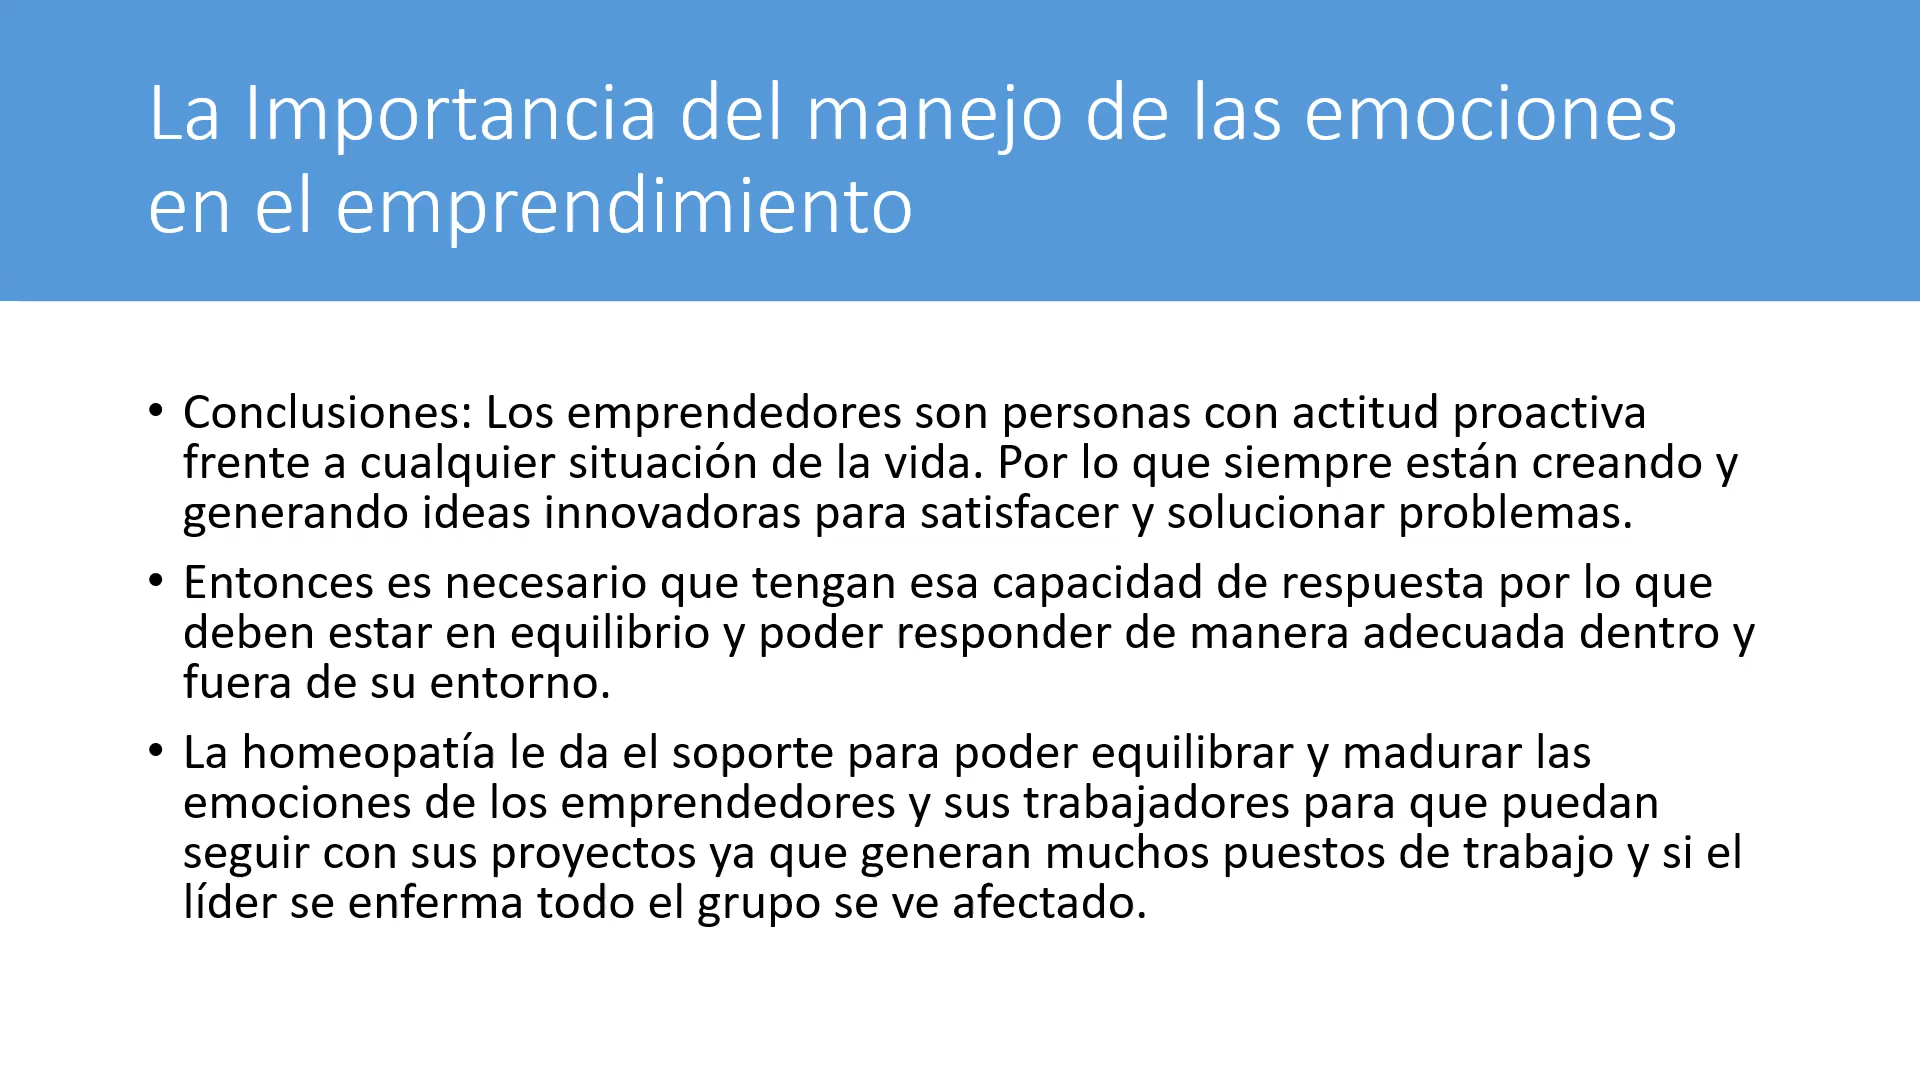 La Importancia del manejo de las emociones
en el emprendimiento
• Conclusiones: Los emprendedores son personas con actitud proactiva
frente a cualquier situación de la vida. Por lo que siempre están creando y
generando ideas innovadoras para satisfacer y solucionar problemas.
• Entonces es necesario que tengan esa capacidad de respuesta por lo que
deben estar en equilibrio y poder responder de manera adecuada dentro y
fuera de su entorno.
• La homeopatía le da el soporte para poder equilibrar y madurar las
emociones de los emprendedores y sus trabajadores para que puedan
seguir con sus proyectos ya que generan muchos puestos de trabajo y si el
líder se enferma todo el grupo se ve afectado.